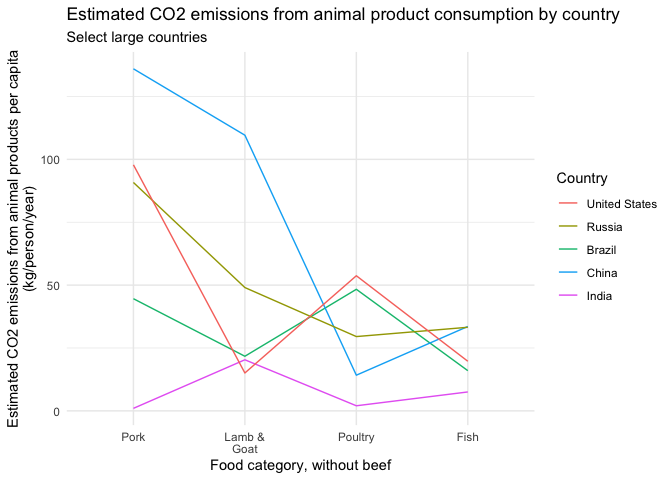 Estimated CO2 emissions from animal product consumption by country
Select large countries
Estimated CO2 emissions from animal products per capita
(kg/person/year)
100
50
0
Pork
Lamb &
Goat
Poultry
Fish
Food category, without beef
Country
United States
Russia
Brazil
China
India